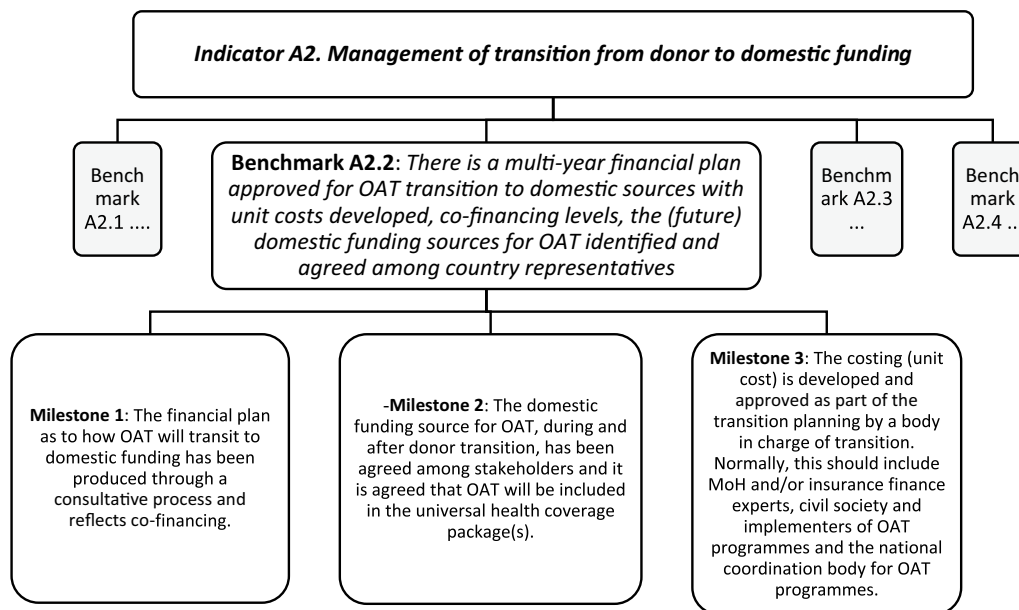 Indicator A2. Management of transition from donor to domestic funding
Bench
mark
A2.1 ....
Benchmark A2.2: There is a multi-year financial plan
approved for OAT transition to domestic sources with
unit costs developed, co-financing levels, the (future)
domestic funding sources for OAT identified and
agreed among country representatives
Benchm
ark A2.3
...
Bench
mark
A2.4 ..
Milestone 1: The financial plan
as to how OAT will transit to
domestic funding has been
produced through a
consultative process and
reflects co-financing.
-Milestone 2: The domestic
funding source for OAT, during and
after donor transition, has been
agreed among stakeholders and it
is agreed that OAT will be included
in the universal health coverage
package(s).
Milestone 3: The costing (unit
cost) is developed and
approved as part of the
transition planning by a body
in charge of transition.
Normally, this should include
MoH and/or insurance finance
experts, civil society and
implementers of OAT
programmes and the national
coordination body for OAT
programmes.